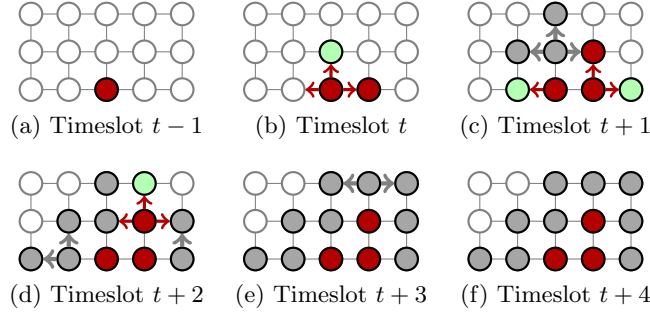 (a) Timeslot t − 1
(b) Timeslot t
(c) Timeslot t + 1
(d) Timeslot t + 2
(e) Timeslot t + 3
(f) Timeslot t + 4